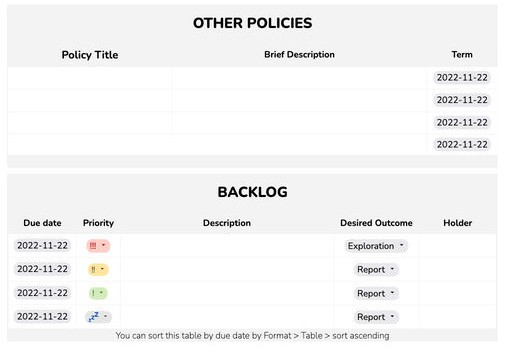 OTHER POLICIES
Policy Title Brief Description Term
2022-11-22
2022-11-22
2022-11-22
2022-11-22
BACKLOG
Due date Priority Description Desired Outcome Holder
2022-11-22 !!! Exploration
2022-11-22 !! Report
2022-11-22 ! Report
2022-11-22 💤 Report
You can sort this table by due date by Format > Table > sort ascending